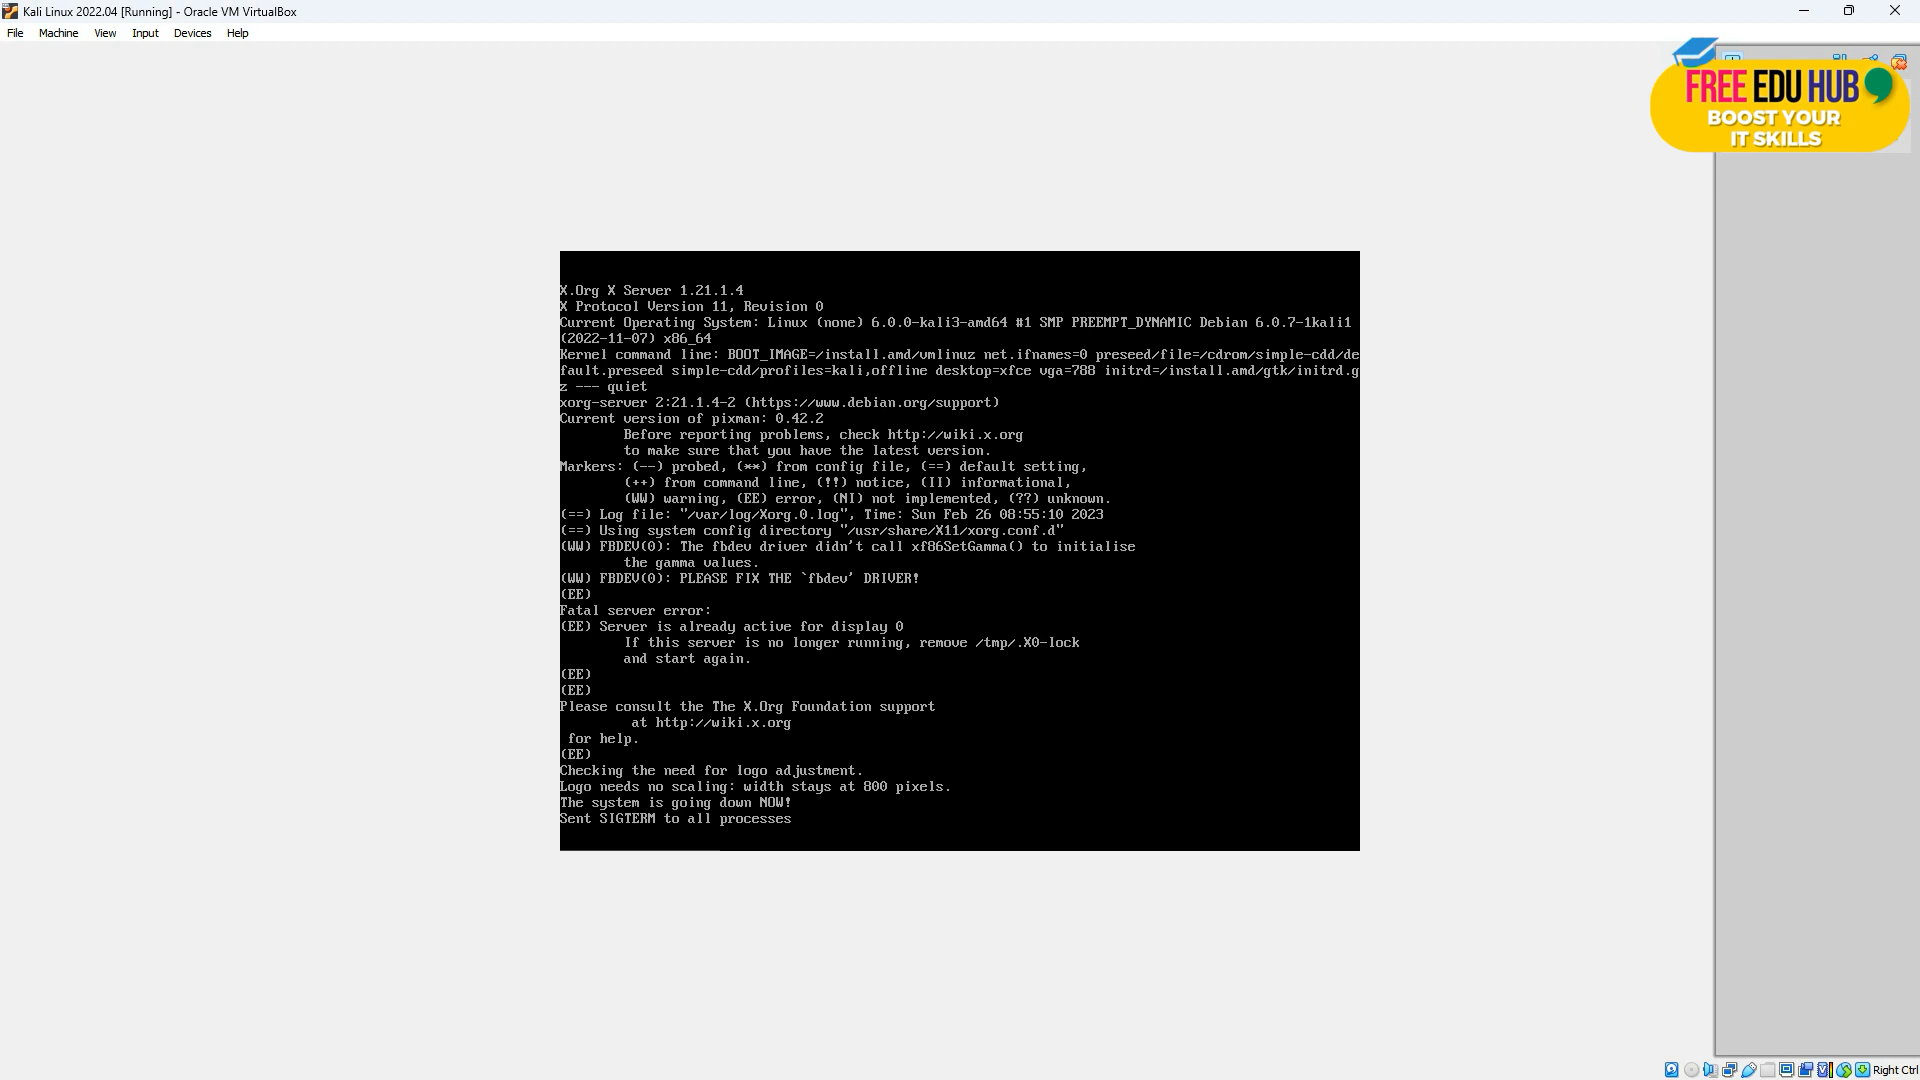 Kali Linux 2022.04 [Running] - Oracle VM VirtualBox
File Machine View Input Devices Help
FREE EDU HUB
BOOST YOUR
IT SKILLS
X.Org X Server 1.21.1.4
X Protocol Version 11, Revision 0
Current Operating System: Linux (none) 6.0.0-kali3-amd64 #1 SMP PREEMPT_DYNAMIC Debian 6.0.7-1kali1
(2022-11-07) x86_64
Kernel command line: BOOT_IMAGE=/install.amd/vmlinuz net.ifnames=0 preseed/file=/cdrom/simple-cdd/de
fault.preseed simple-cdd/profiles=kali,offline desktop=xfce vga=788 initrd=/install.amd/gtk/initrd.g
z --- quiet
xorg-server 2:21.1.4-2 (https://www.debian.org/support)
Current version of pixman: 0.42.2
Before reporting problems, check http://wiki.x.org
to make sure that you have the latest version.
Markers: (--) probed, (**) from config file, (==) default setting,
(++) from command line, (!!) notice, (II) informational,
(WW) warning, (EE) error, (NI) not implemented, (??) unknown.
(==) Log file: "/var/log/Xorg.0.log", Time: Sun Feb 26 08:55:10 2023
(==) Using system config directory "/usr/share/X11/xorg.conf.d"
(WW) FBDEV(0): The fbdev driver didn't call xf86SetGamma() to initialise
the gamma values.
(WW) FBDEV(0): PLEASE FIX THE `fbdev' DRIVER!
(EE)
Fatal server error:
(EE) Server is already active for display 0
If this server is no longer running, remove /tmp/.X0-lock
and start again.
(EE)
(EE)
Please consult the The X.Org Foundation support
at http://wiki.x.org
for help.
(EE)
Checking the need for logo adjustment.
Logo needs no scaling: width stays at 800 pixels.
The system is going down NOW!
Sent SIGTERM to all processes
Right Ctrl